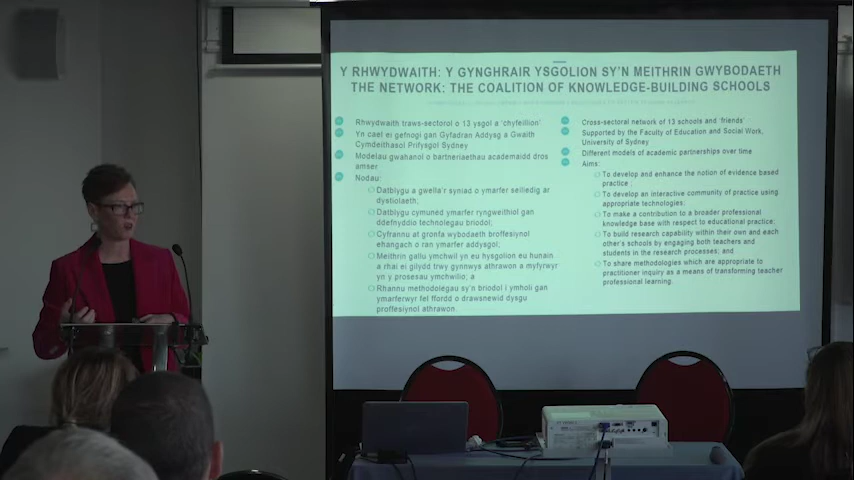 Y RHWYDWAITH: Y GYNGHRAIR YSGOLION SY'N MEITHRIN GWYBODAETH
THE NETWORK: THE COALITION OF KNOWLEDGE-BUILDING SCHOOLS
Rhwydwaith traws-sectorol o 13 ysgol a 'chyfeillion'
Yn cael ei gefnogi gan Gyfadran Addysg a Gwaith
Cymdeithasol Prifysgol Sydney
Modelau gwahanol o bartneriaethau academaidd dros
amser
Nodau:
Datblygu a gwella'r syniad o ymarfer seiliedig ar
dystiolaeth;
Datblygu cymuned ymarfer ryngweithiol gan
ddefnyddio technolegau briodol;
Cyfrannu at gronfa wybodaeth broffesiynol
ehangach o ran ymarfer addysgol;
Meithrin gallu ymchwil yn eu hysgolion eu hunain
a rhai ei gilydd trwy gynnwys athrawon a myfyrwyr
yn y prosesau ymchwilio; a
Rhannu methodolegau sy'n briodol i ymholi gan
ymarferwyr fel ffordd o drawsnewid dysgu
proffesiynol athrawon.
Cross-sectoral network of 13 schools and 'friends'
Supported by the Faculty of Education and Social Work,
University of Sydney
Different models of academic partnerships over time
Aims:
To develop and enhance the notion of evidence based
practice ;
To develop an interactive community of practice using
appropriate technologies;
To make a contribution to a broader professional
knowledge base with respect to educational practice;
To build research capability within their own and each
other's schools by engaging both teachers and
students in the research processes; and
To share methodologies which are appropriate to
practitioner inquiry as a means of transforming teacher
professional learning.